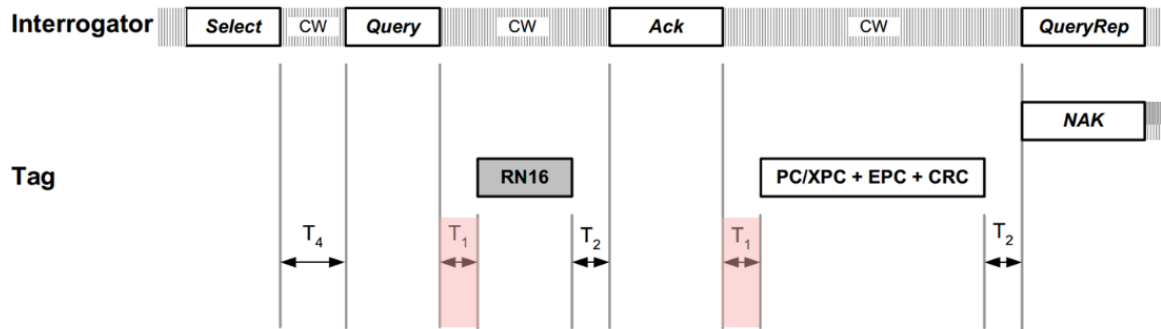 Interrogator Select CW Query CW Ack CW QueryRep
NAK
Tag RN16 PC/XPC + EPC + CRC
T4 T1 T2 T1 T2